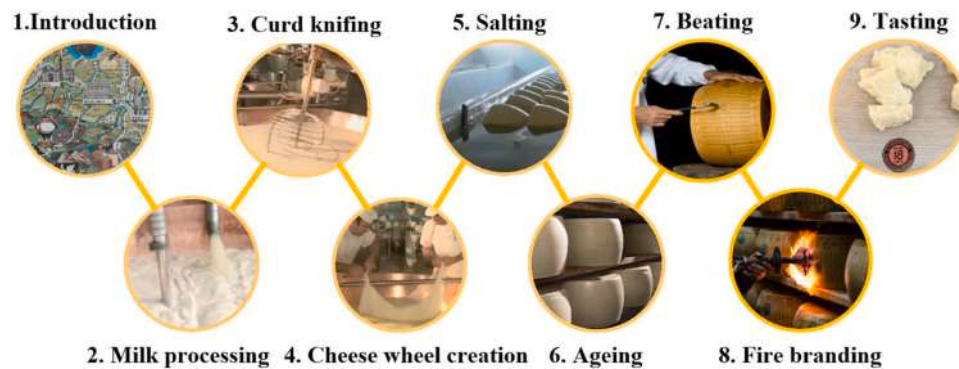 1.Introduction
2. Milk processing
3. Curd knifing
4. Cheese wheel creation
5. Salting
6. Ageing
7. Beating
8. Fire branding
9. Tasting
18